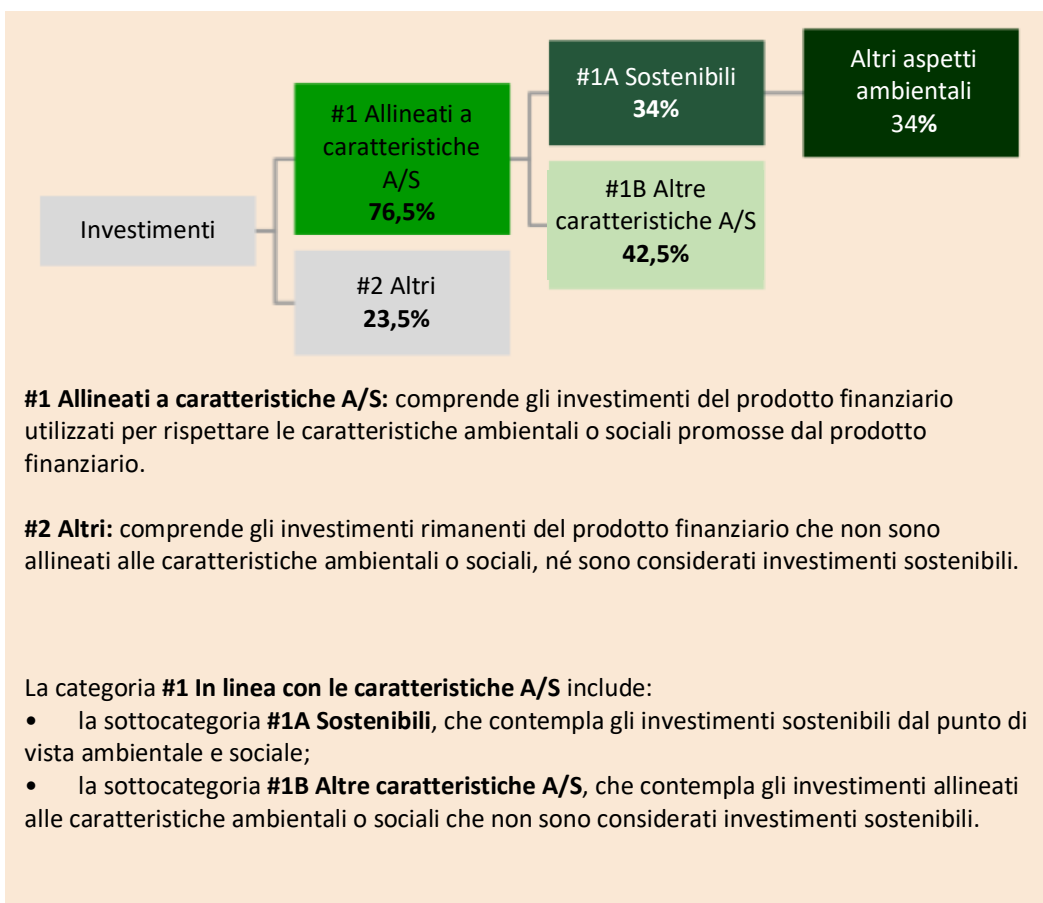 Investimenti
#1 Allineati a
caratteristiche
A/S
76,5%
#2 Altri
23,5%
#1A Sostenibili
34%
#1B Altre
caratteristiche A/S
42,5%
Altri aspetti
ambientali
34%
#1 Allineati a caratteristiche A/S: comprende gli investimenti del prodotto finanziario
utilizzati per rispettare le caratteristiche ambientali o sociali promosse dal prodotto
finanziario.
#2 Altri: comprende gli investimenti rimanenti del prodotto finanziario che non sono
allineati alle caratteristiche ambientali o sociali, né sono considerati investimenti sostenibili.
La categoria #1 In linea con le caratteristiche A/S include:
• la sottocategoria #1A Sostenibili, che contempla gli investimenti sostenibili dal punto di
vista ambientale e sociale;
• la sottocategoria #1B Altre caratteristiche A/S, che contempla gli investimenti allineati
alle caratteristiche ambientali o sociali che non sono considerati investimenti sostenibili.